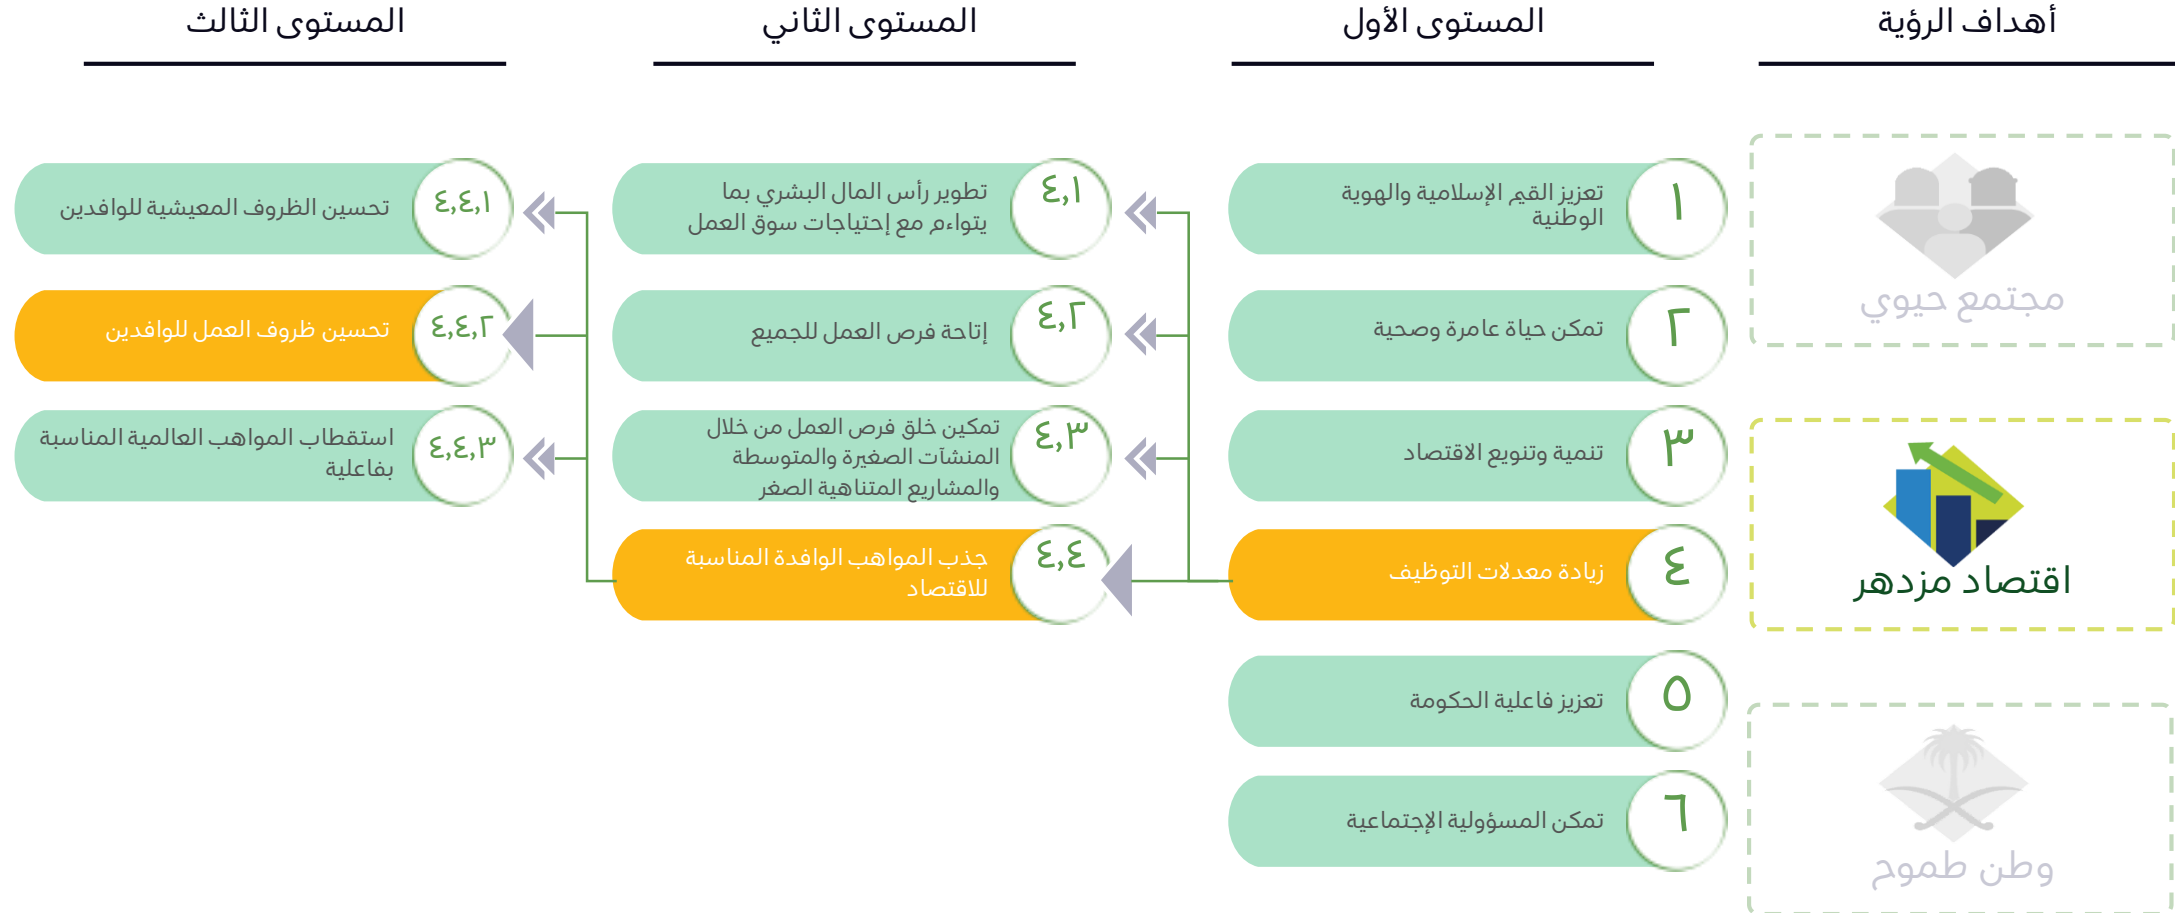 أهداف الرؤية
المستوى الأول
المستوى الثاني
المستوى الثالث
مجتمع حيوي
اقتصاد مزدهر
وطن طموح
١
تعزيز القيم الإسلامية والهوية
الوطنية
٢
تمكن حياة عامرة وصحية
٣
تنمية وتنويع الاقتصاد
٤
زيادة معدلات التوظيف
٥
تعزيز فاعلية الحكومة
٦
تمكن المسؤولية الإجتماعية
٤,١
تطوير رأس المال البشري بما
يتواءم مع إحتياجات سوق العمل
٤,٢
إتاحة فرص العمل للجميع
٤,٣
تمكين خلق فرص العمل من خلال
المنشآت الصغيرة والمتوسطة
والمشاريع المتناهية الصغر
٤,٤
جذب المواهب الوافدة المناسبة
للاقتصاد
٤,٤,١
تحسين الظروف المعيشية للوافدين
٤,٤,٢
تحسين ظروف العمل للوافدين
٤,٤,٣
استقطاب المواهب العالمية المناسبة
بفاعلية